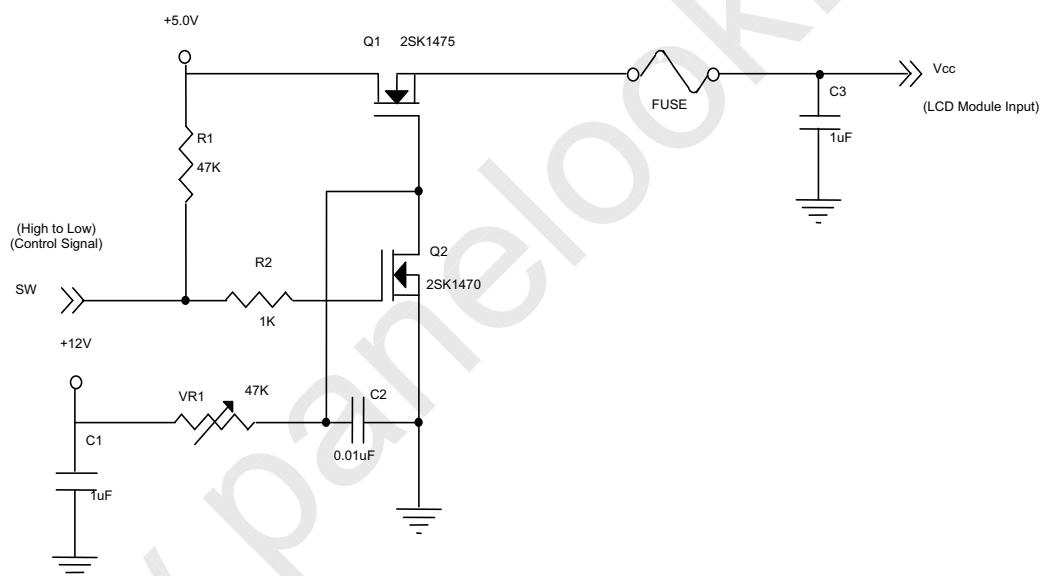 +5.0V
Q1 2SK1475
Vcc
C3
FUSE
(LCD Module Input)
R1
1uF
47K
(High to Low)
(Control Signal)
Q2
R2
2SK1470
SW
1K
+12V
47K
VR1
C2
C1
0.01uF
1uF
panelook